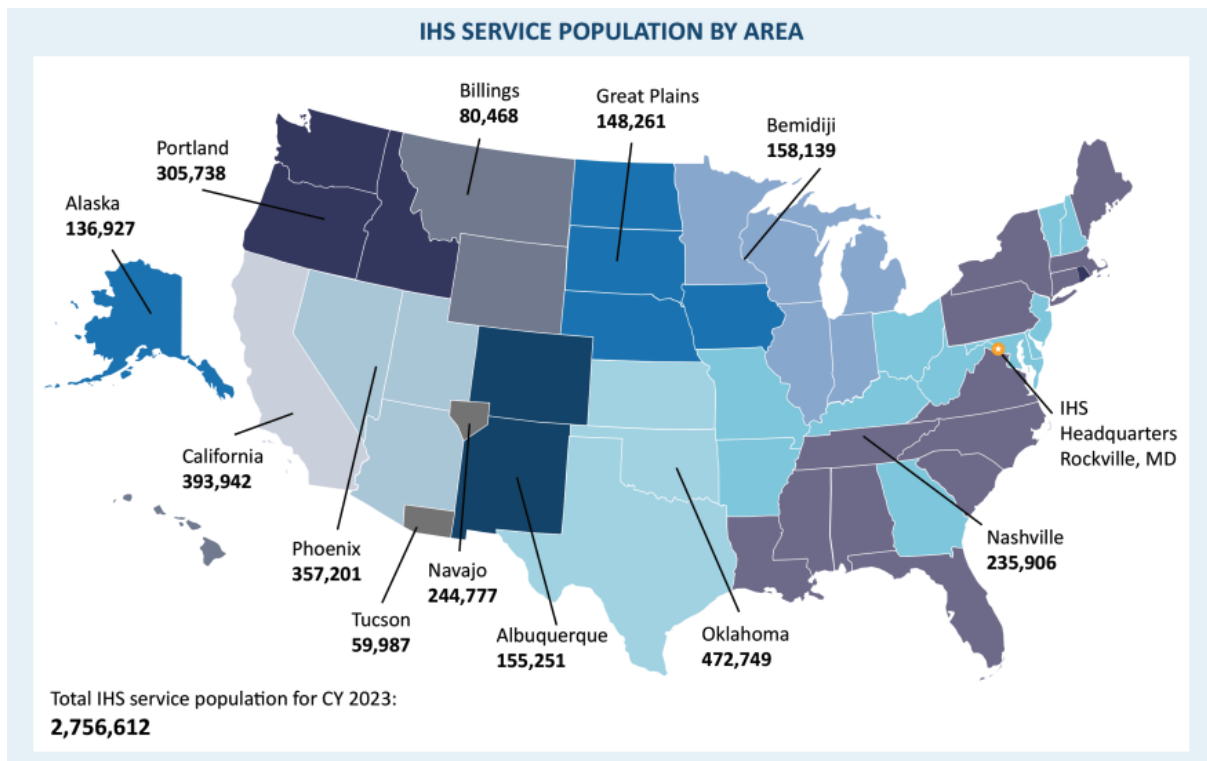 IHS SERVICE POPULATION BY AREA
Billings
80,468
Great Plains
148,261
Bemidiji
158,139
Portland
305,738
Alaska
136,927
IHS
Headquarters
Rockville, MD
California
393,942
Phoenix
357,201
Nashville
235,906
Navajo
244,777
Tucson
59,987
Albuquerque
155,251
Oklahoma
472,749
Total IHS service population for CY 2023:
2,756,612